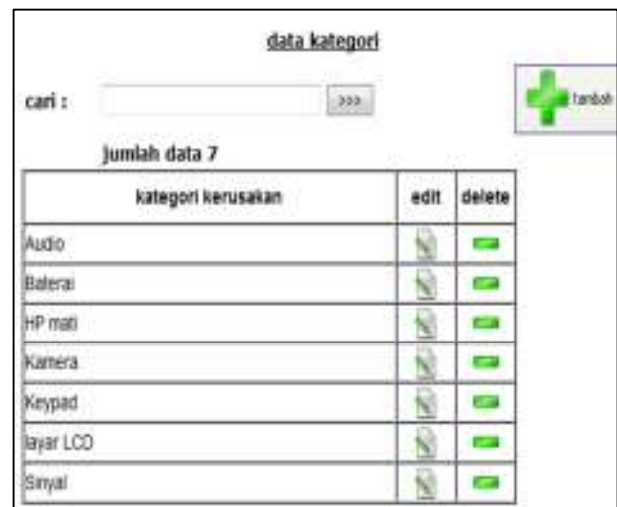 data kategori
cari :
>>>
tambah
jumlah data 7
kategori kerusakan edit delete
Audio
Baterai
HP mati
Kamera
Keypad
layar LCD
Sinyal